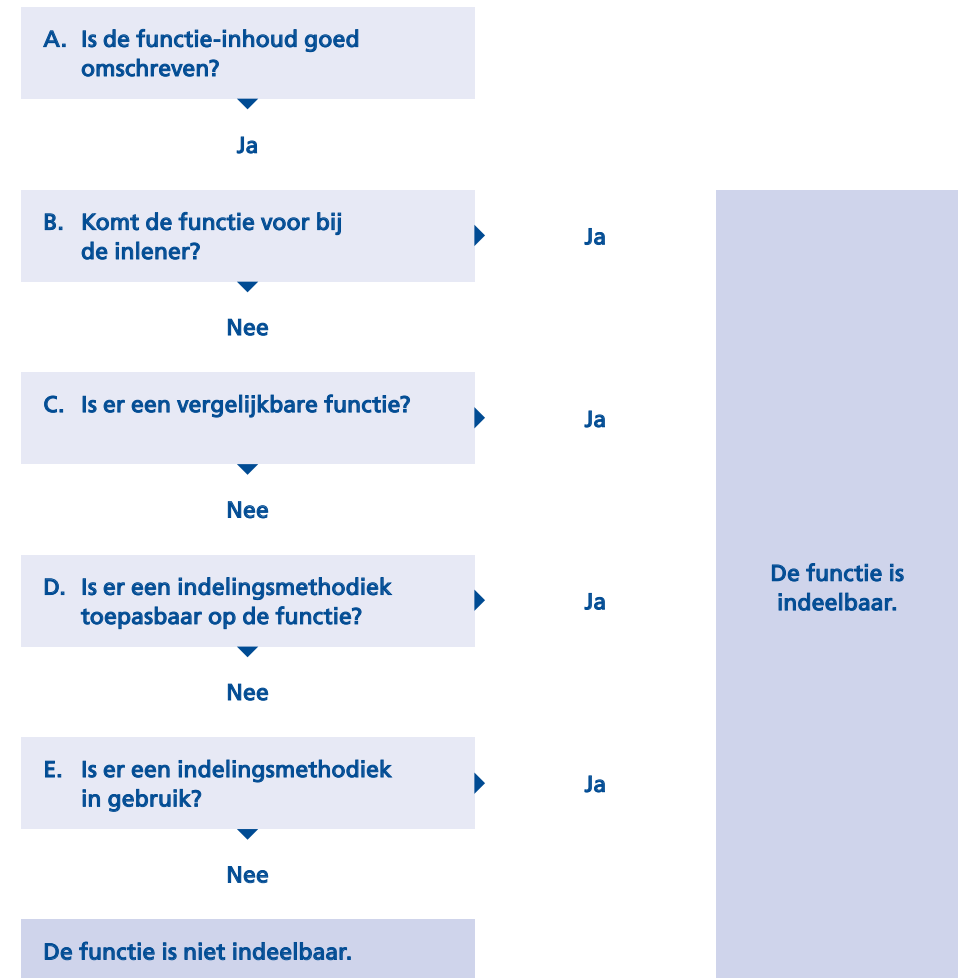 A. Is de functie-inhoud goed
omschreven?
Ja
B. Komt de functie voor bij
de inlener?
Ja
Nee
C. Is er een vergelijkbare functie?
Ja
Nee
D. Is er een indelingsmethodiek
toepasbaar op de functie?
Ja
Nee
E. Is er een indelingsmethodiek
in gebruik?
Ja
Nee
De functie is niet indeelbaar.
De functie is
indeelbaar.